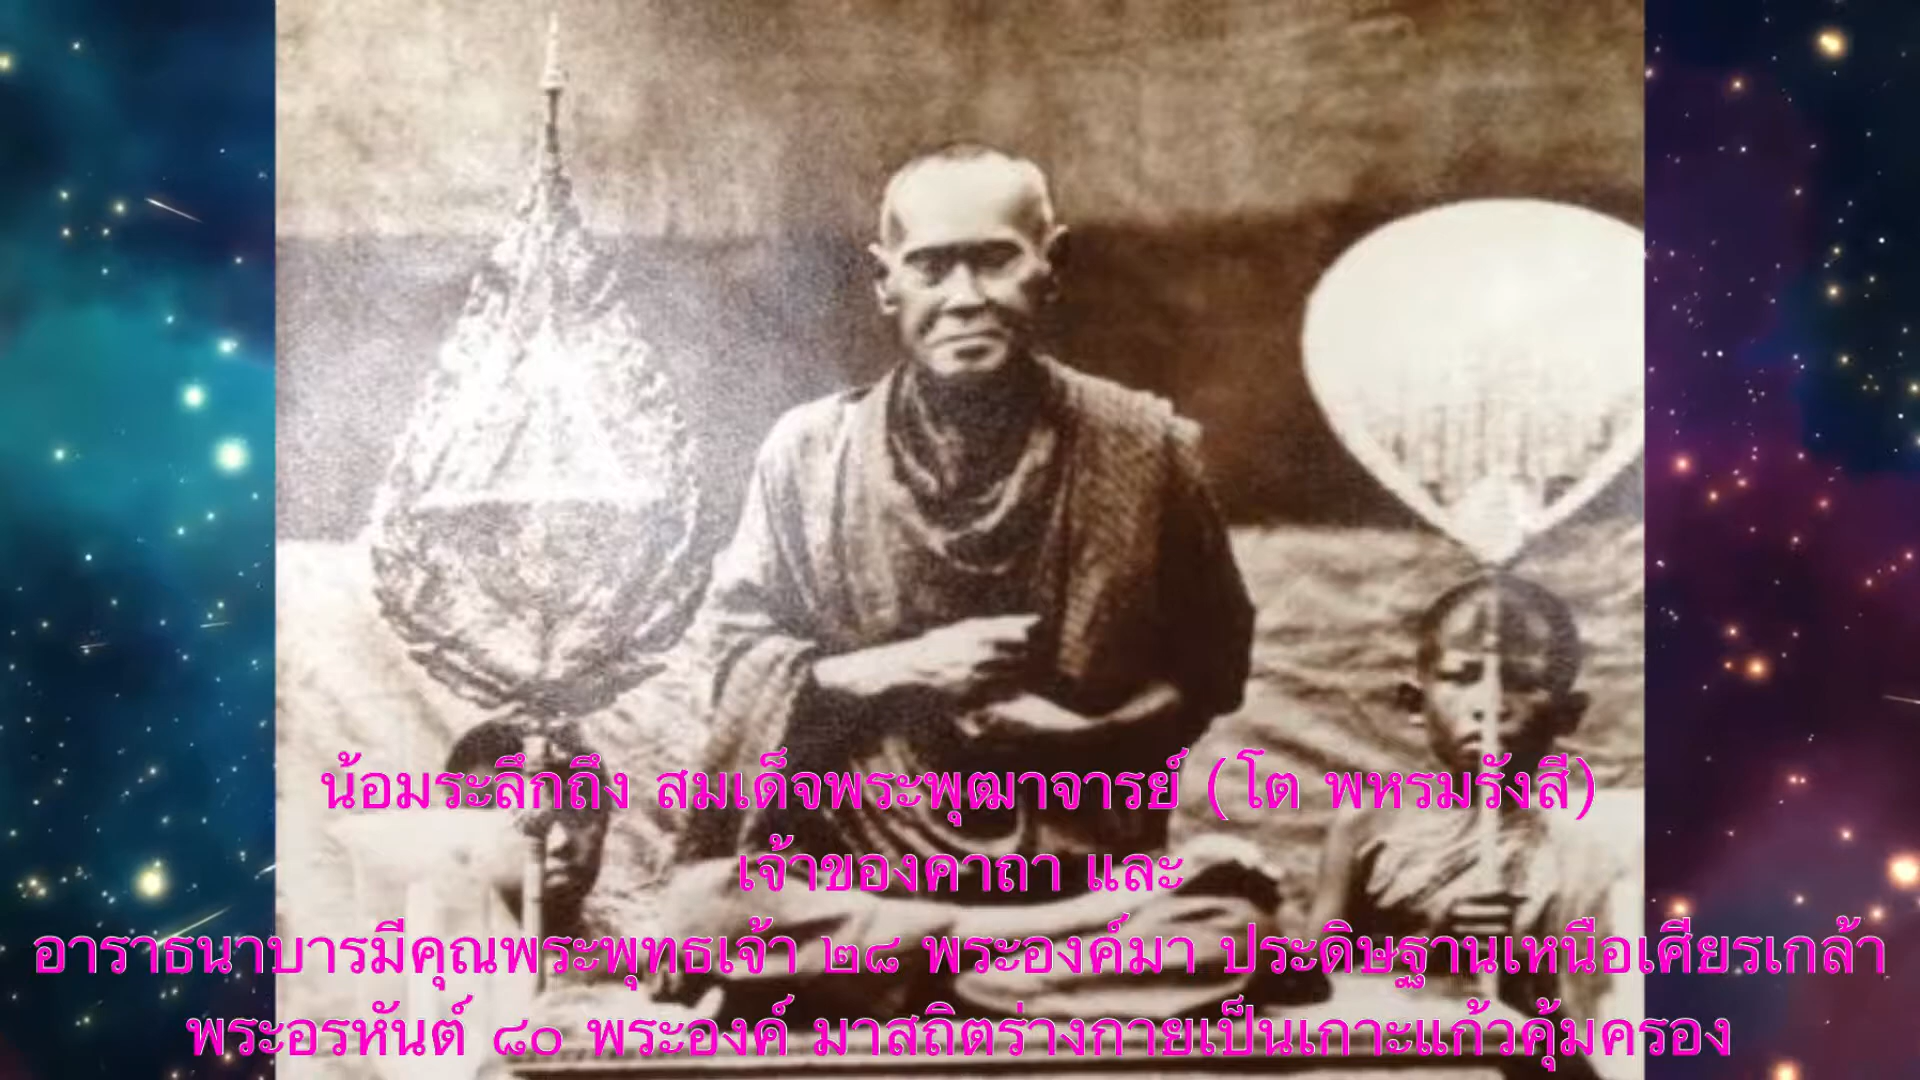 น้อมระลึกถึง สมเด็จพระพุฒาจารย์ (โต พหรมรังสี)
เจ้าของคาถา และ
อาราธนาบารมีคุณพระพุทธเจ้า ๒๘ พระองค์มา ประดิษฐานเหนือเศียรเกล้า
พระอรหันต์ ๘๐ พระองค์ มาสถิตร่างกายเป็นเกาะแก้วคุ้มครอง